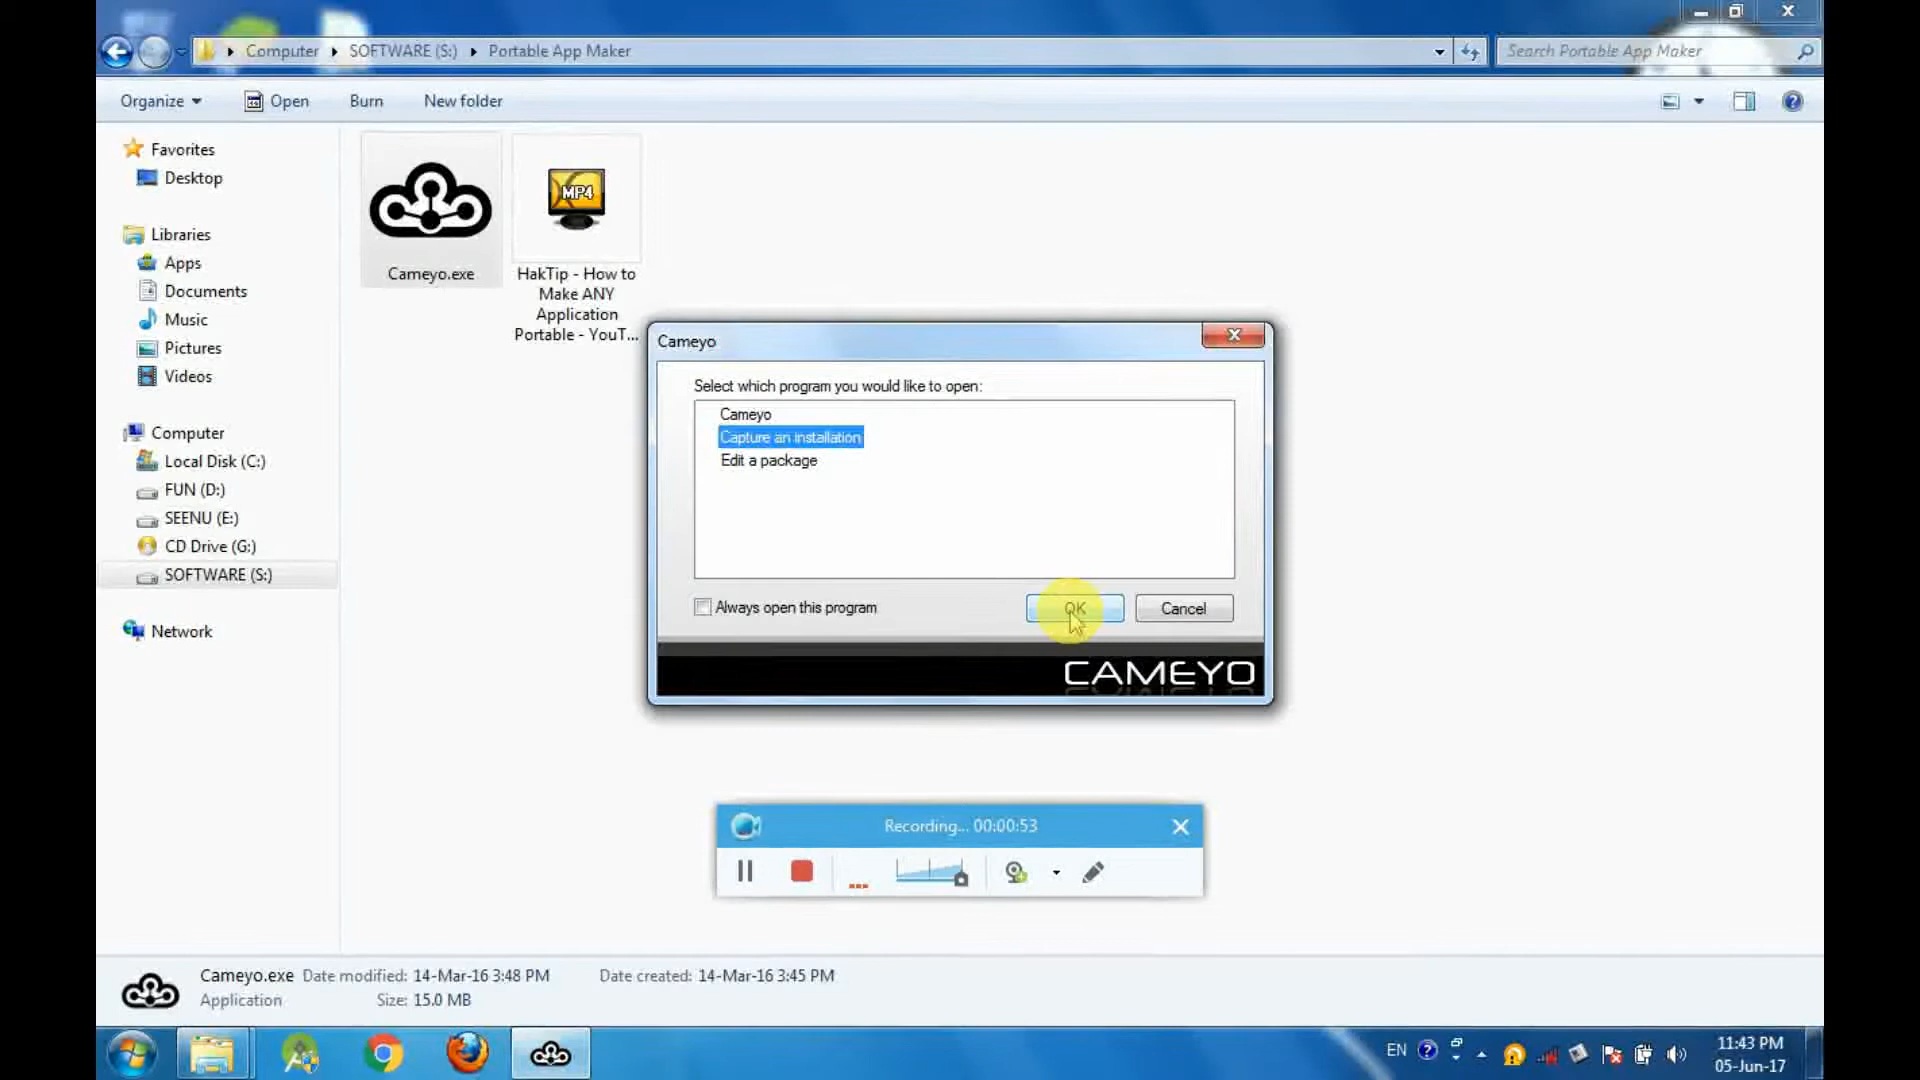 Computer SOFTWARE (S:) Portable App Maker
Search Portable App Maker
Organize Open Burn New folder
Favorites
Desktop
Libraries
Apps
Documents
Music
Pictures
Videos
Computer
Local Disk (C:)
FUN (D:)
SEENU (E:)
CD Drive (G:)
SOFTWARE (S:)
Network
Cameyo.exe
MP4
HakTip - How to
Make ANY
Application
Portable - YouT...
Cameyo
Select which program you would like to open:
Cameyo
Capture an installation
Edit a package
Always open this program
OK Cancel
CAMEYO
Recording... 00:00:53
Cameyo.exe Date modified: 14-Mar-16 3:48 PM Date created: 14-Mar-16 3:45 PM
Application Size: 15.0 MB
EN
11:43 PM
05-Jun-17